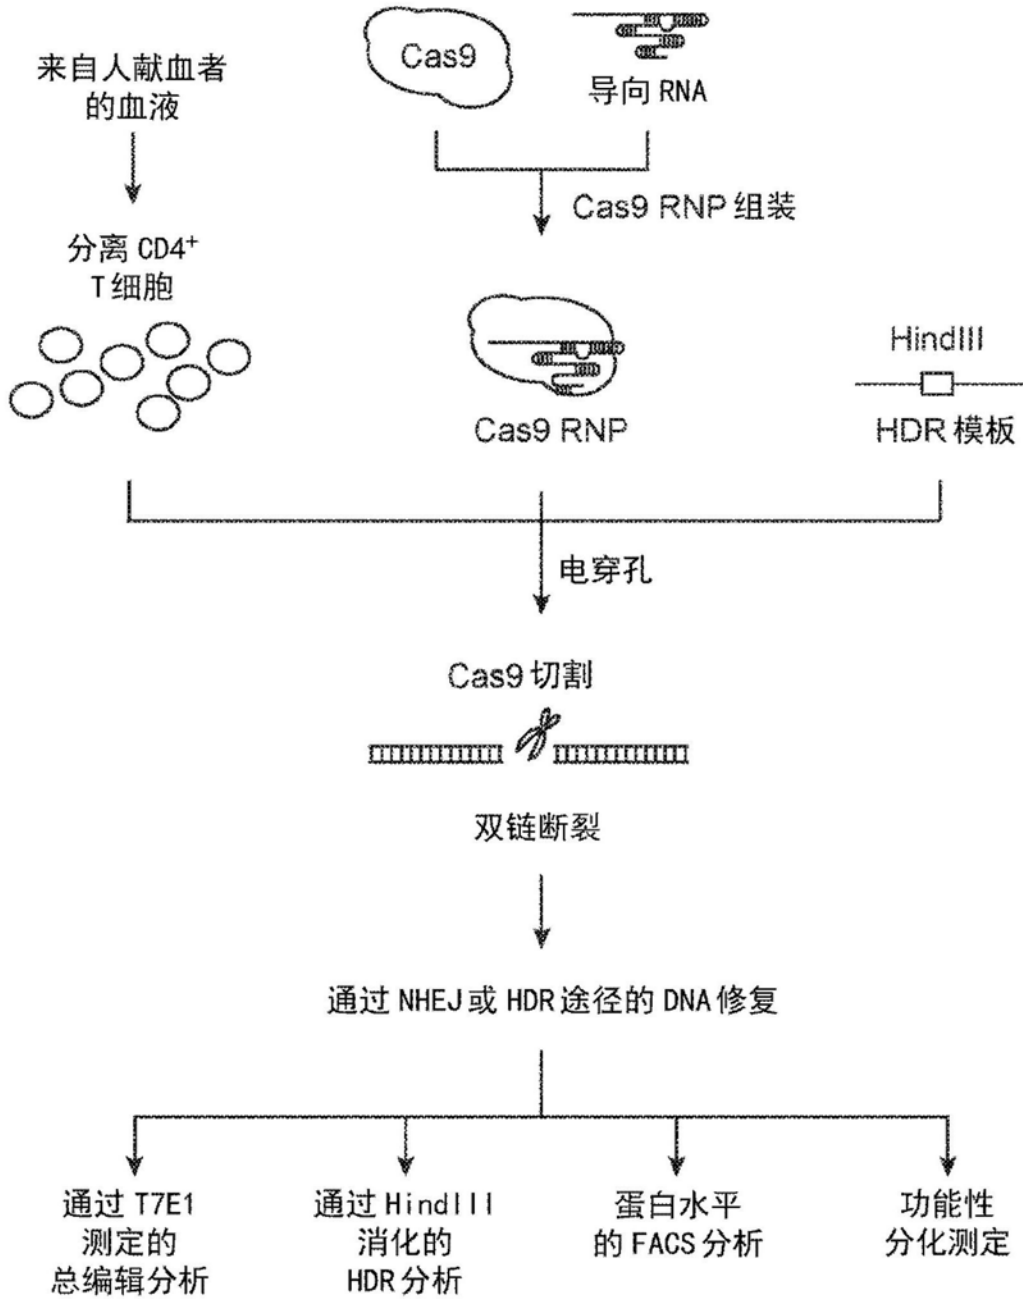 来自人献血者
的血液
Cas9
导向 RNA
Cas9 RNP 组装
分离 CD4⁺
T 细胞
Cas9 RNP
HindIII
HDR 模板
电穿孔
Cas9 切割
双链断裂
通过 NHEJ 或 HDR 途径的 DNA 修复
通过 T7E1
测定的
总编辑分析
通过 HindIII
消化的
HDR 分析
蛋白水平
的 FACS 分析
功能性
分化测定